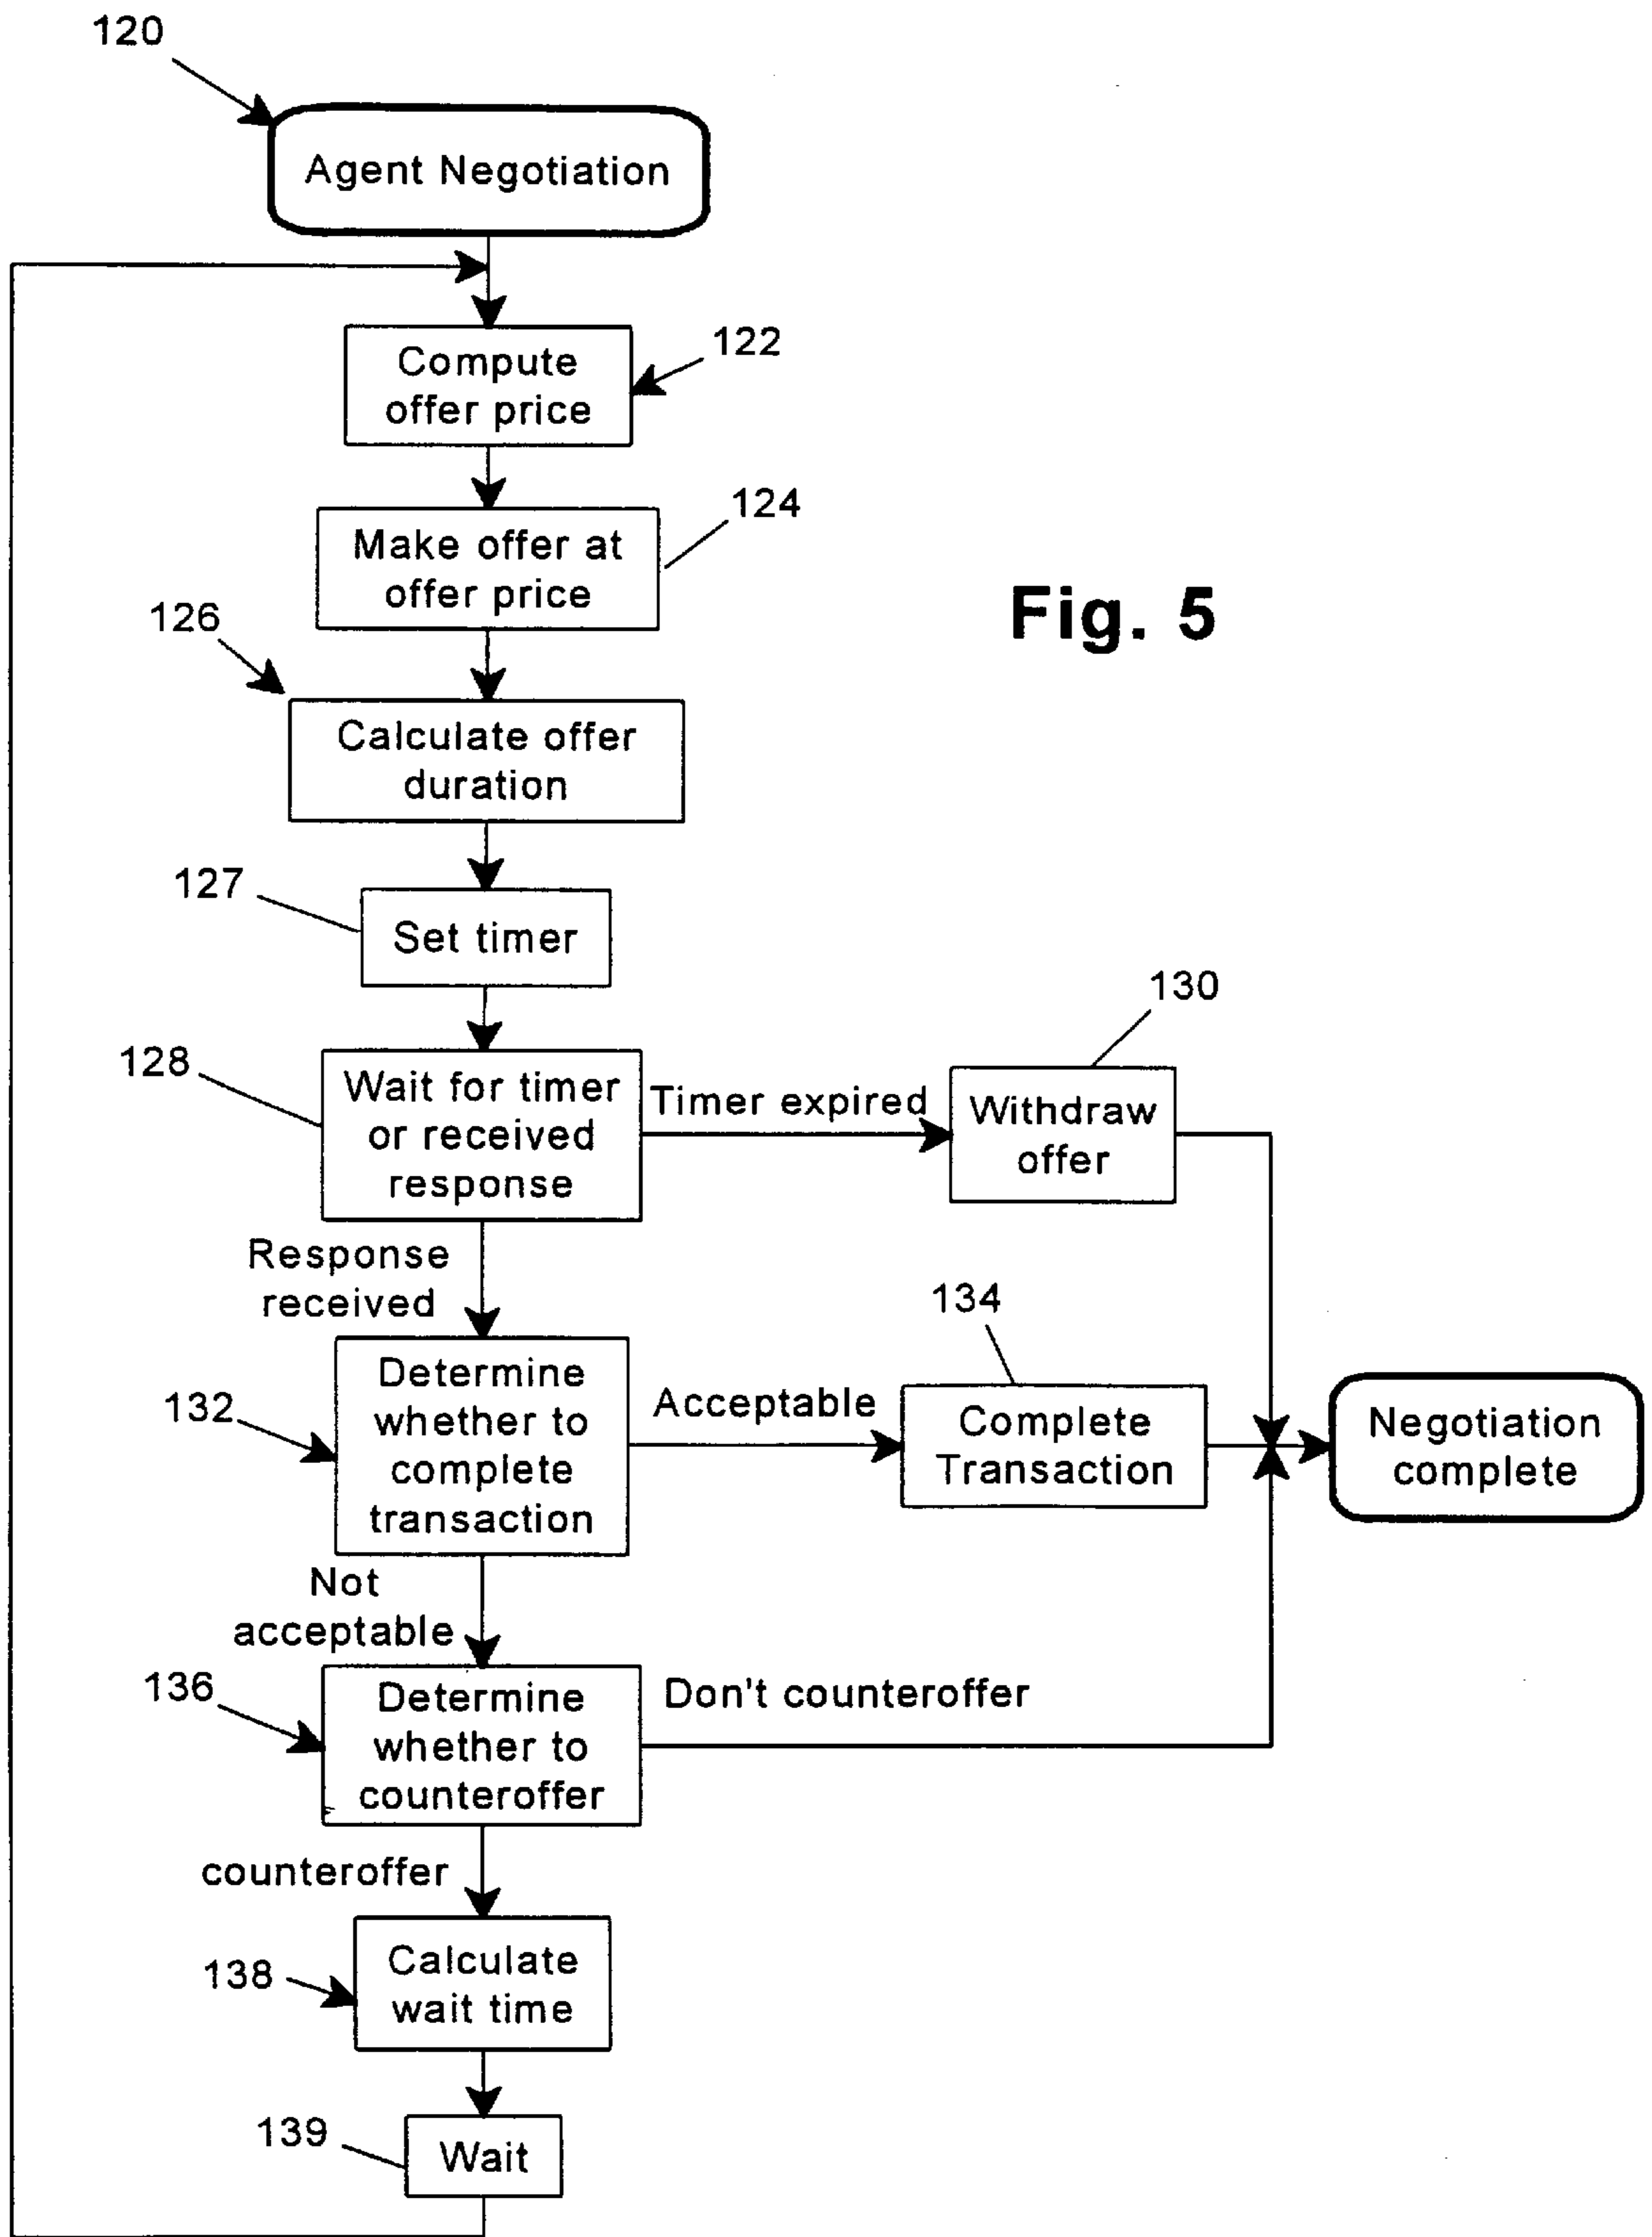 120
Agent Negotiation
122
Compute
offer price
124
Make offer at
offer price
Fig. 5
126
Calculate offer
duration
127
Set timer
130
128
Wait for timer
or received
response
Timer expired
Withdraw
offer
Response
received
134
132
Determine
whether to
complete
transaction
Acceptable
Complete
Transaction
Negotiation
complete
Not
acceptable
136
Determine
whether to
counteroffer
Don't counteroffer
counteroffer
138
Calculate
wait time
139
Wait